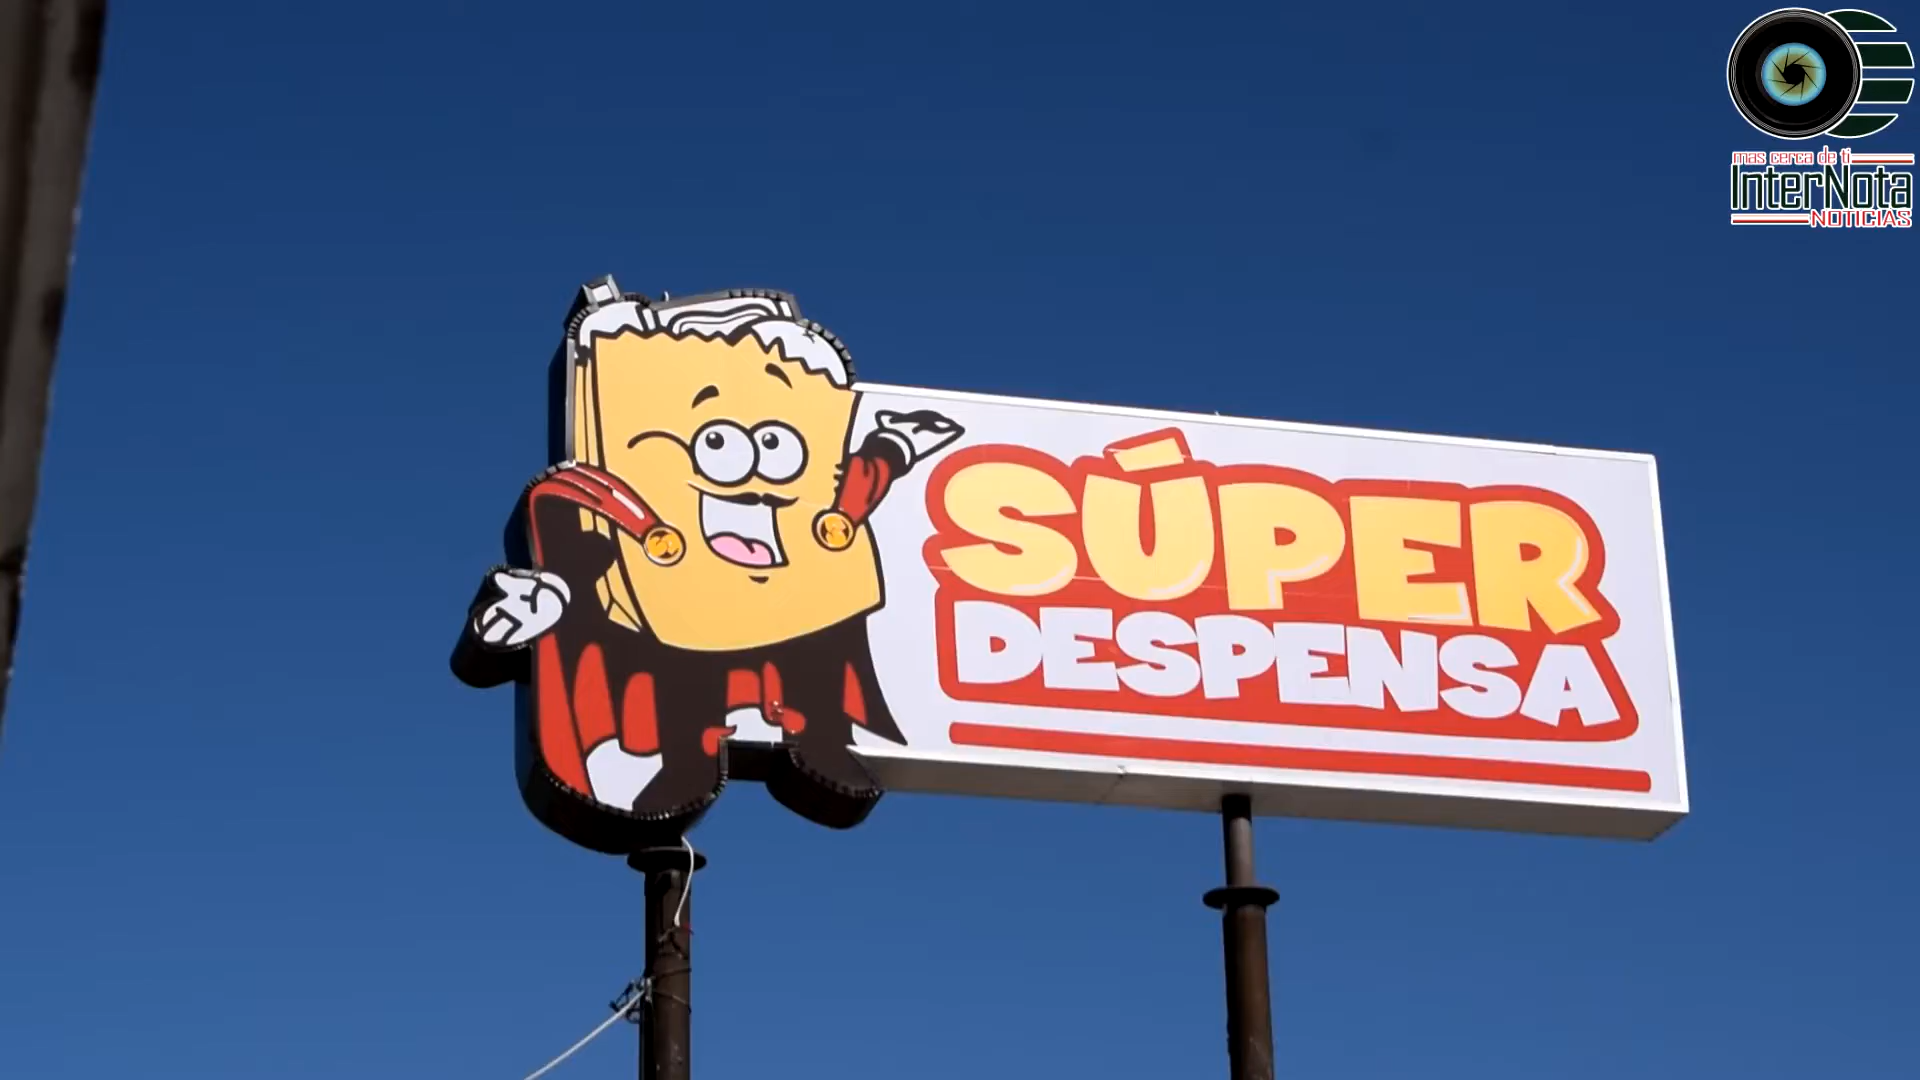 SÚPER
DESPENSA
mas cerca de ti
InterNota
NOTICIAS